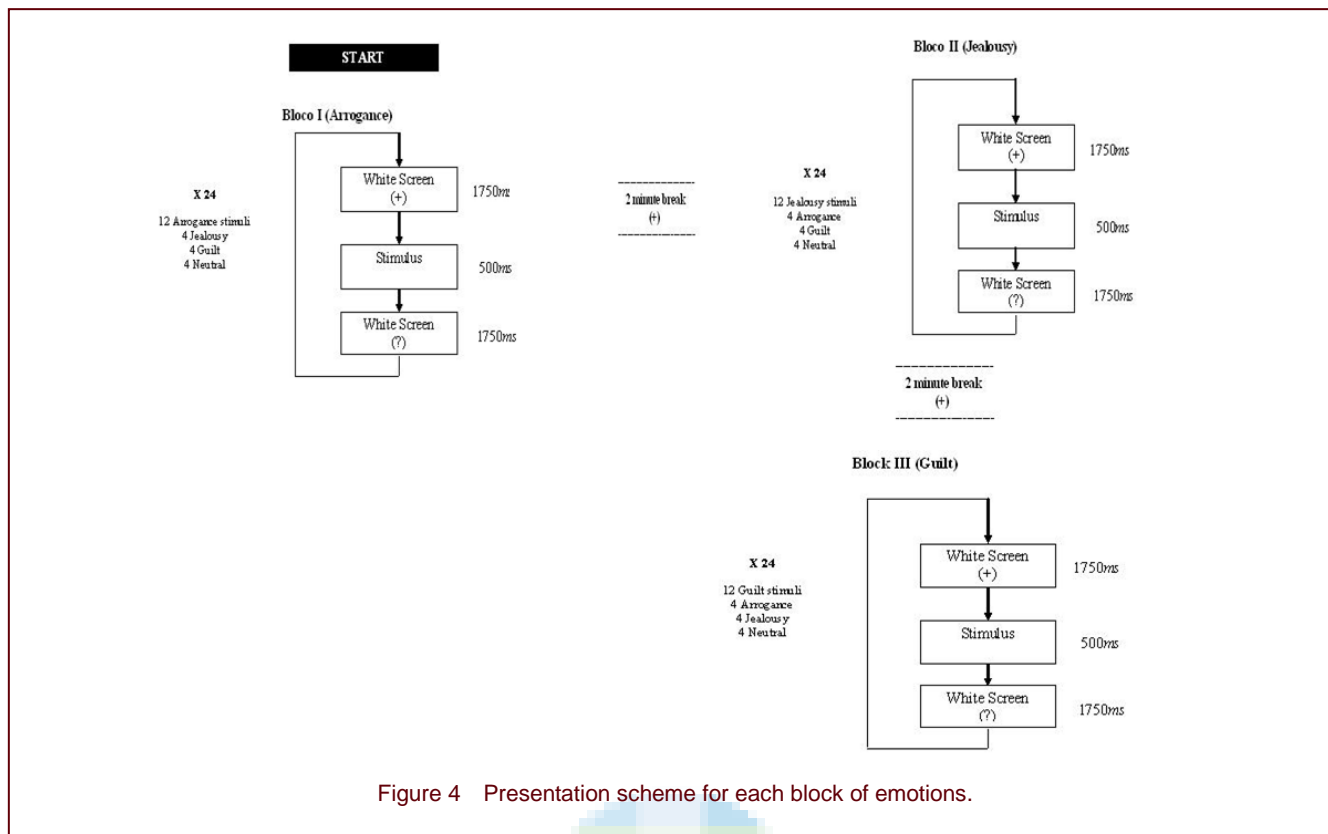 START
Bloco I (Arrogance)
X 24
12 Arrogance stimuli
4 Jealousy
4 Guilt
4 Neutral
White Screen
(+)
1750ms
Stimulus
500ms
White Screen
(?)
1750ms
2 minute break
(+)
Bloco II (Jealousy)
X 24
12 Jealousy stimuli
4 Arrogance
4 Guilt
4 Neutral
White Screen
(+)
1750ms
Stimulus
500ms
White Screen
(?)
1750ms
2 minute break
(+)
Block III (Guilt)
X 24
12 Guilt stimuli
4 Arrogance
4 Jealousy
4 Neutral
White Screen
(+)
1750ms
Stimulus
500ms
White Screen
(?)
1750ms
Figure 4 Presentation scheme for each block of emotions.